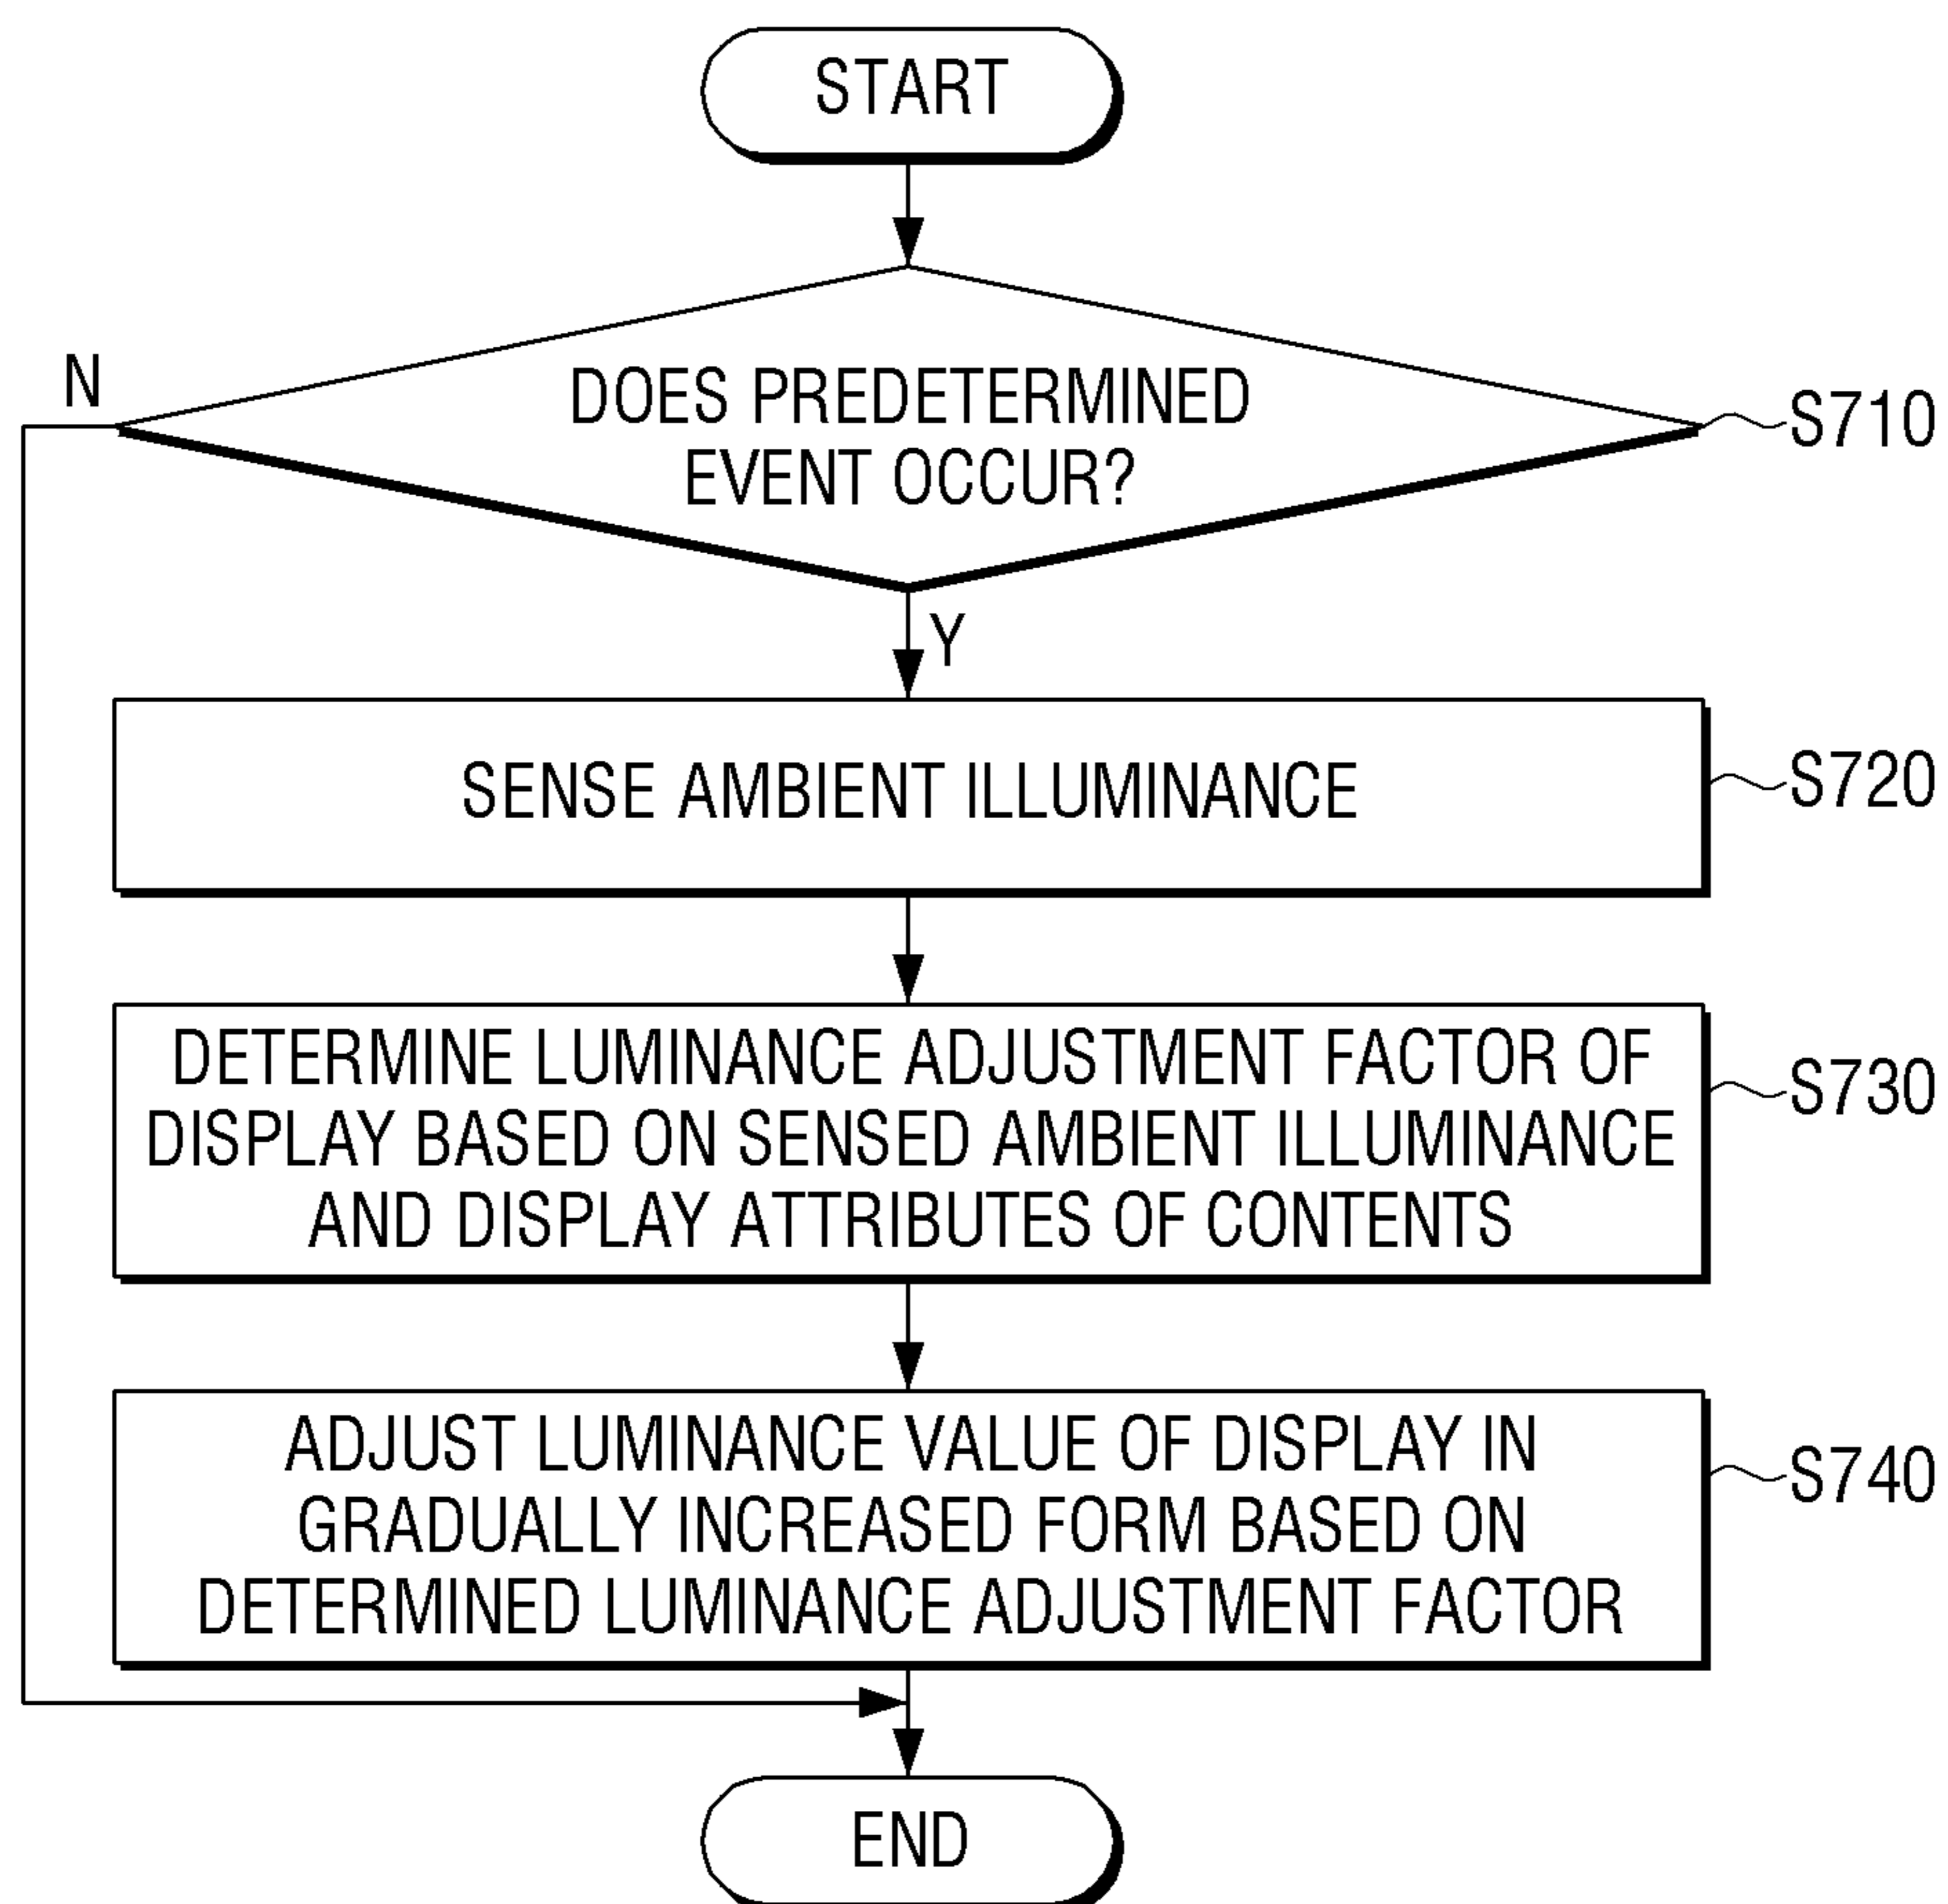 START
N
DOES PREDETERMINED
EVENT OCCUR?
S710
Y
SENSE AMBIENT ILLUMINANCE
S720
DETERMINE LUMINANCE ADJUSTMENT FACTOR OF
DISPLAY BASED ON SENSED AMBIENT ILLUMINANCE
AND DISPLAY ATTRIBUTES OF CONTENTS
S730
ADJUST LUMINANCE VALUE OF DISPLAY IN
GRADUALLY INCREASED FORM BASED ON
DETERMINED LUMINANCE ADJUSTMENT FACTOR
S740
END